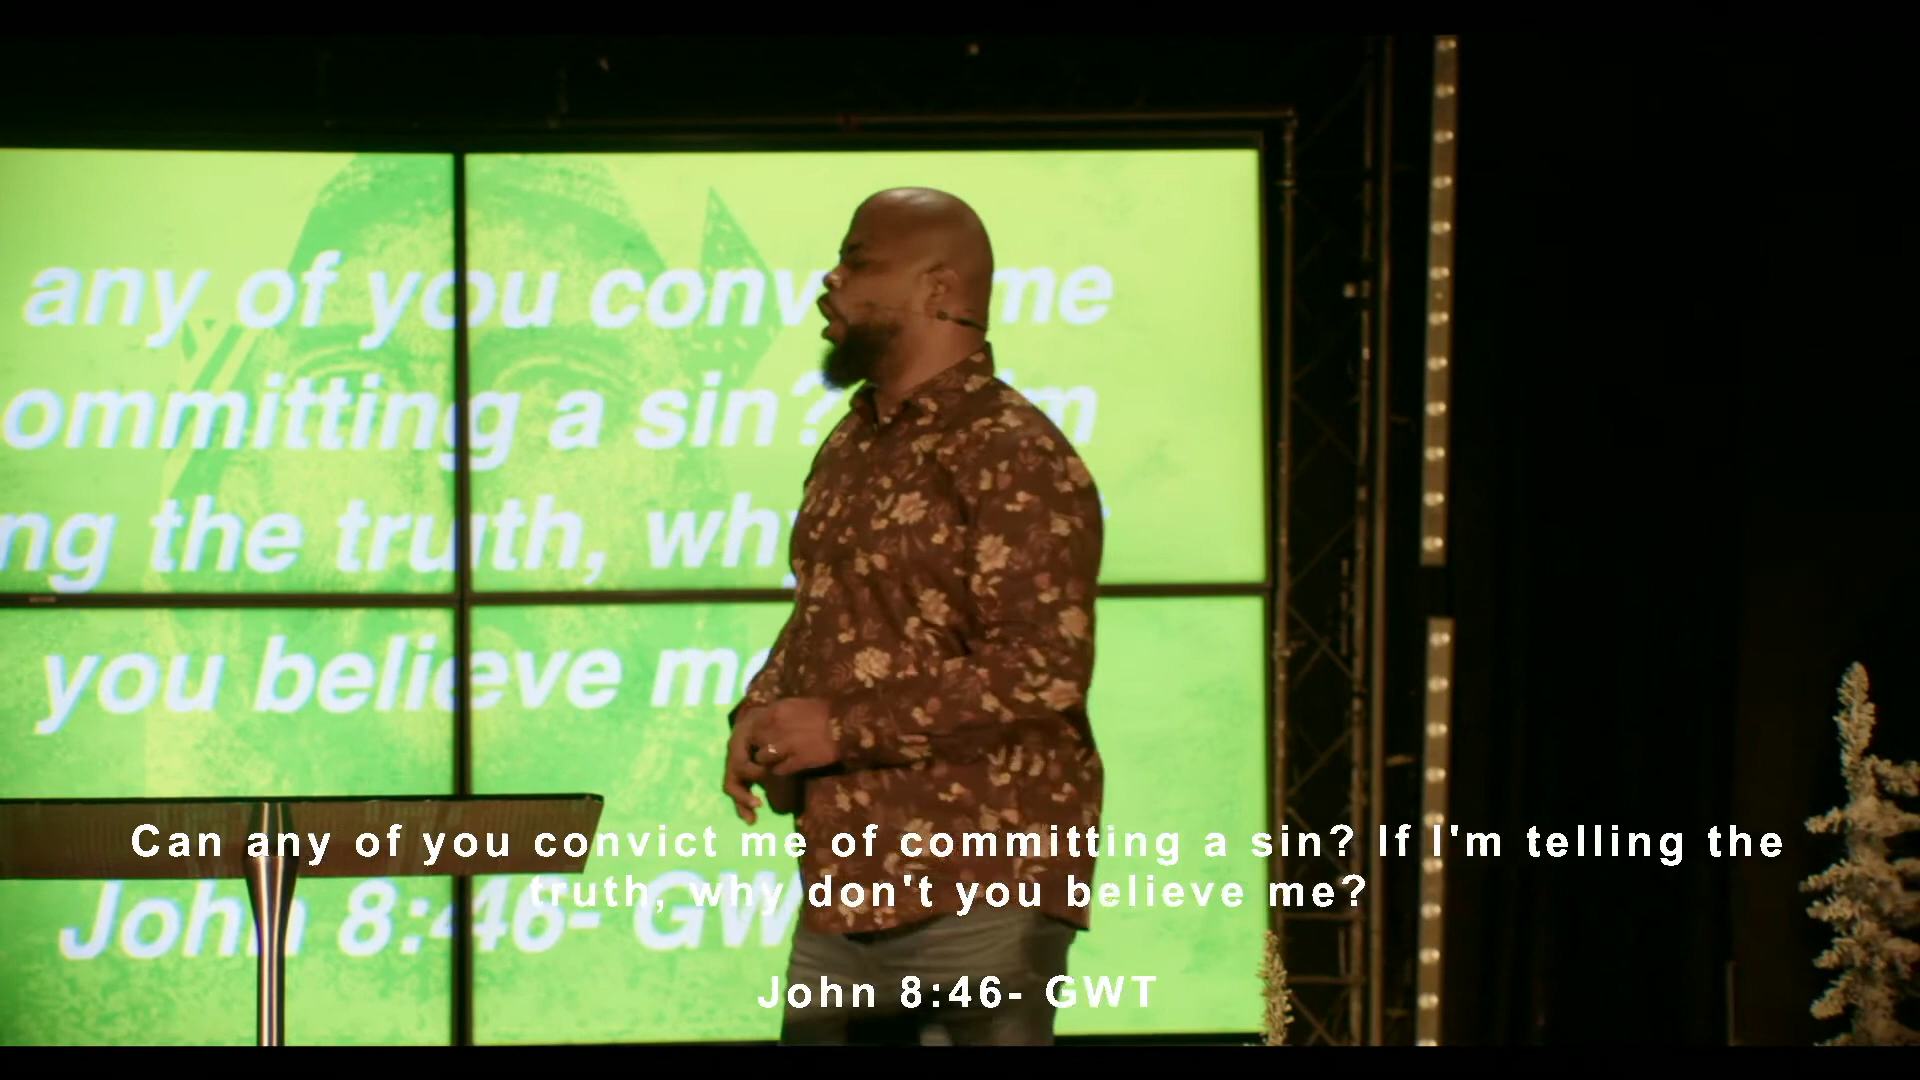 any of you conv me
ommitting a sin? m
ng the truth, why
you believe me
John 8:46- GW
Can any of you convict me of committing a sin? If I'm telling the
truth, why don't you believe me?
John 8:46- GWT